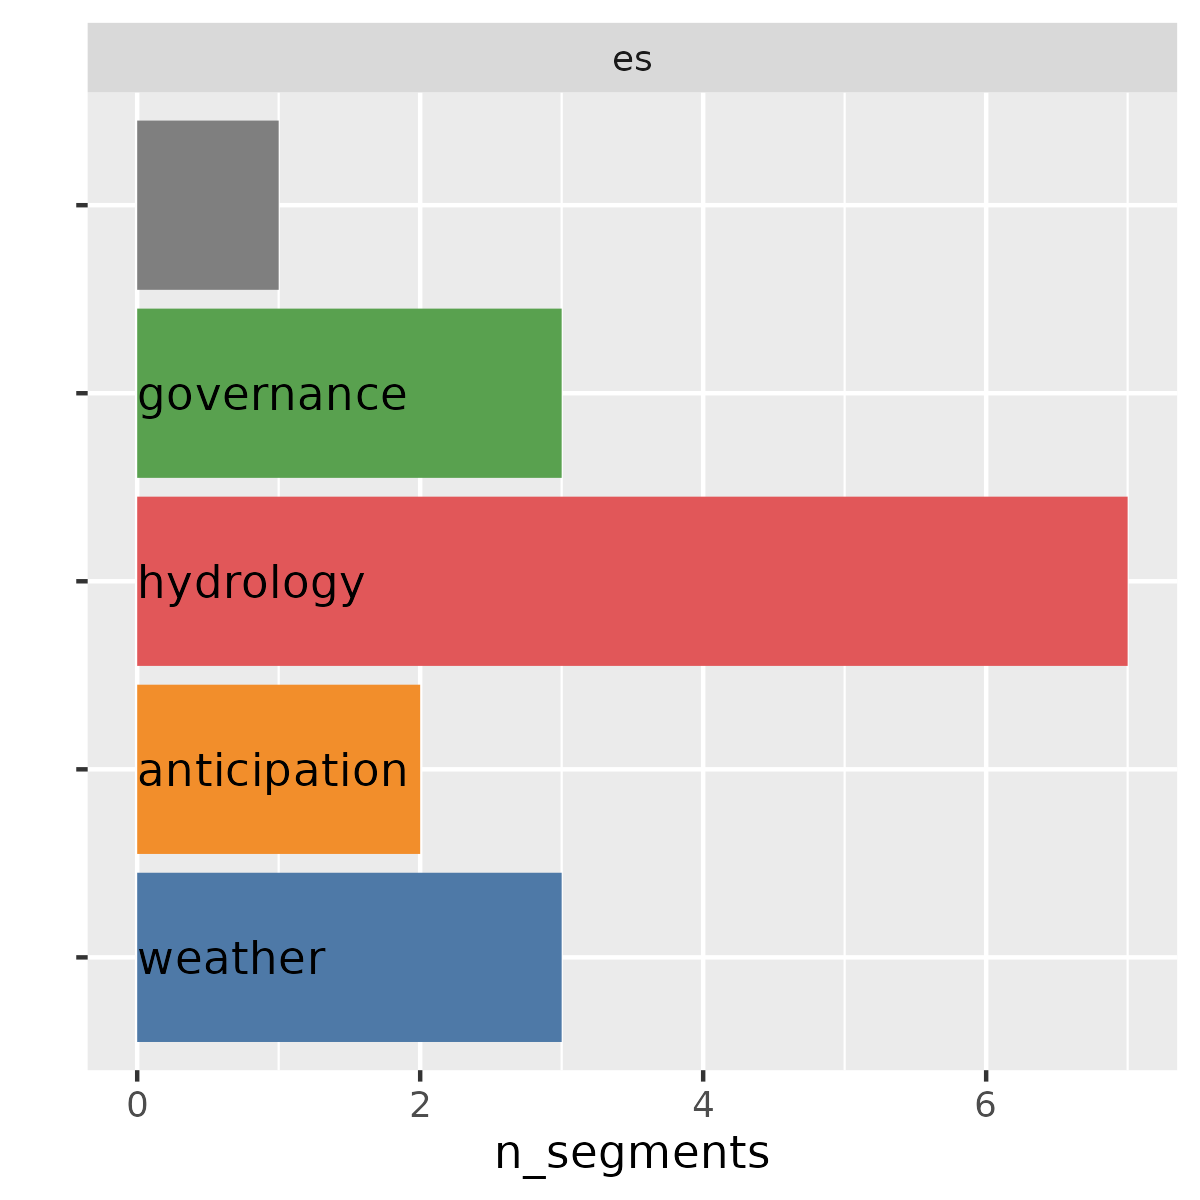 es
governance
hydrology
anticipation
weather
0 2 4 6
n_segments